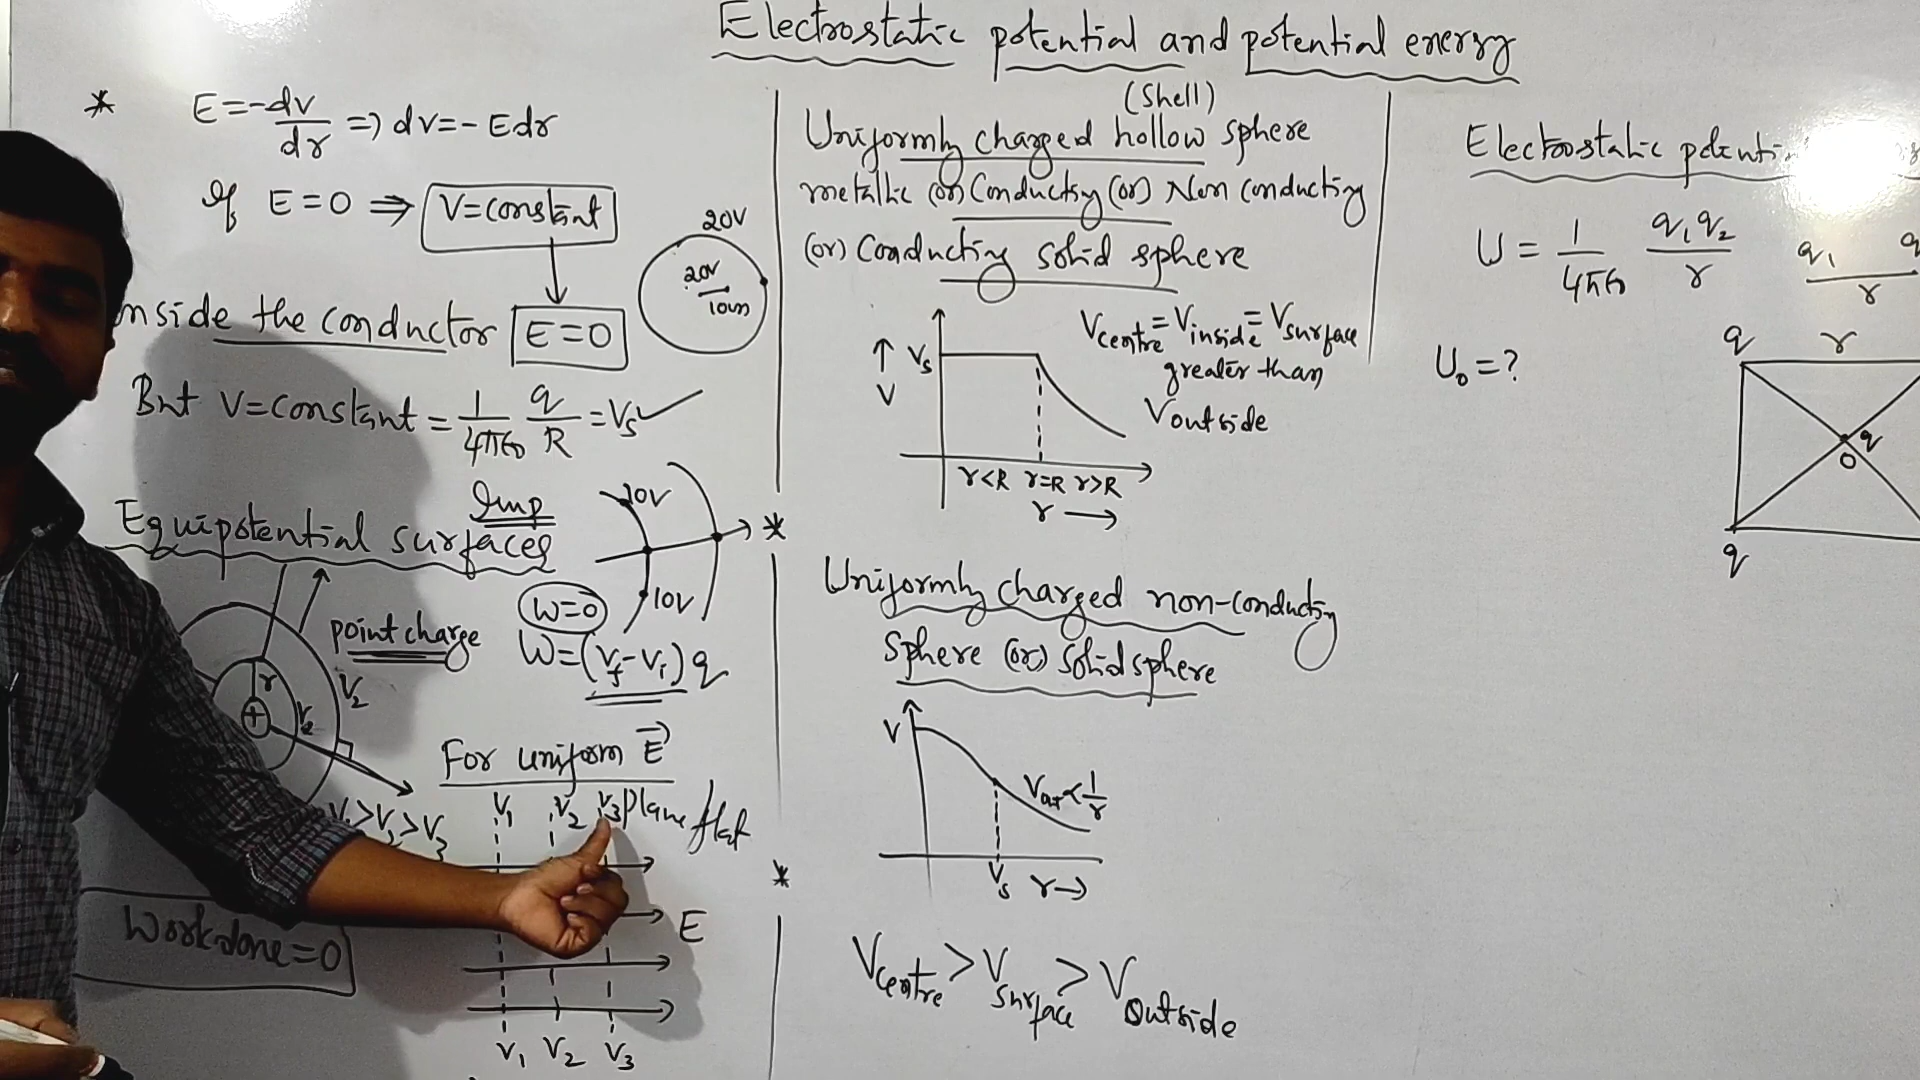 Electrostatic potential and potential energy
* E = -dv/dr => dv = - Edr
If E = 0 => V = constant
20V
20V
10cm
Inside the conductor E = 0
But V = constant = 1/4πε₀ q/R = Vs ✓
Equipotential surfaces
Imp
10V
10V
W = 0
W = (Vf - Vi) q
point charge
r
V₂
+
V₂
V₁ > V₂ > V₃
Work done = 0
For uniform E⃗
V₁ V₂ V₃ plane flat
E
V₁ V₂ V₃
(Shell)
Uniformly charged hollow sphere
metallic (or) Conducting (or) Non conducting
(or) Conducting solid sphere
↑ V
Vs
Vcentre = Vinside = Vsurface
greater than
Voutside
r<R r=R r>R
r →
*
Uniformly charged non-conducting
Sphere (or) Solid sphere
V
Vout ∝ 1/r
Vs r →
*
Vcentre > Vsurface > Voutside
Electrostatic
U = 1/4πε₀ q₁q₂/r
q₁
r
U₀ = ?
q r
q
O
q